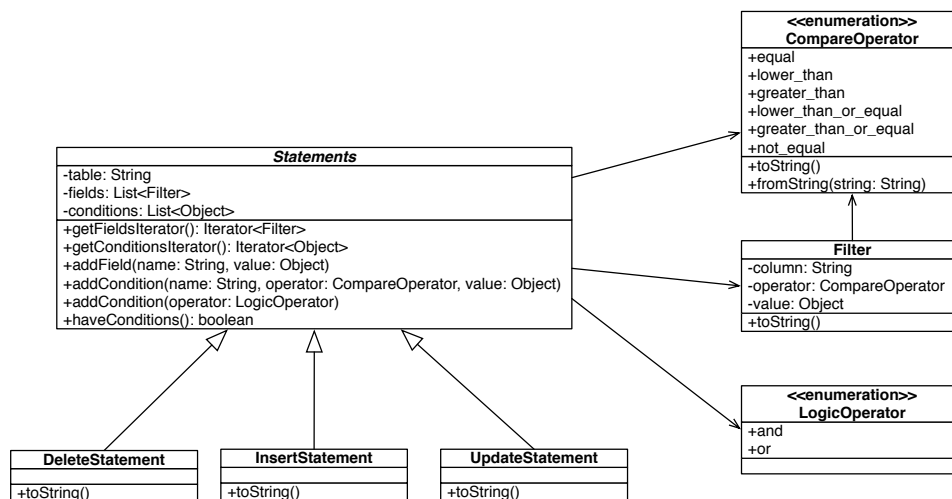 <<enumeration>>
CompareOperator
+equal
+lower_than
+greater_than
+lower_than_or_equal
+greater_than_or_equal
+not_equal
+toString()
+fromString(string: String)
Statements
-table: String
-fields: List<Filter>
-conditions: List<Object>
+getFieldsIterator(): Iterator<Filter>
+getConditionsIterator(): Iterator<Object>
+addField(name: String, value: Object)
+addCondition(name: String, operator: CompareOperator, value: Object)
+addCondition(operator: LogicOperator)
+haveConditions(): boolean
Filter
-column: String
-operator: CompareOperator
-value: Object
+toString()
<<enumeration>>
LogicOperator
+and
+or
DeleteStatement
+toString()
InsertStatement
+toString()
UpdateStatement
+toString()